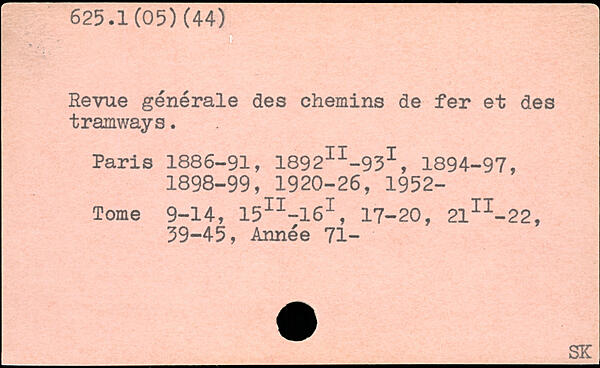 625.1(05)(44)
Revue générale des chemins de fer et des
tramways.
Paris 1886-91, 1892II-93I, 1894-97,
1898-99, 1920-26, 1952-
Tome 9-14, 15II-16I, 17-20, 21II-22,
39-45, Année 71-
SK